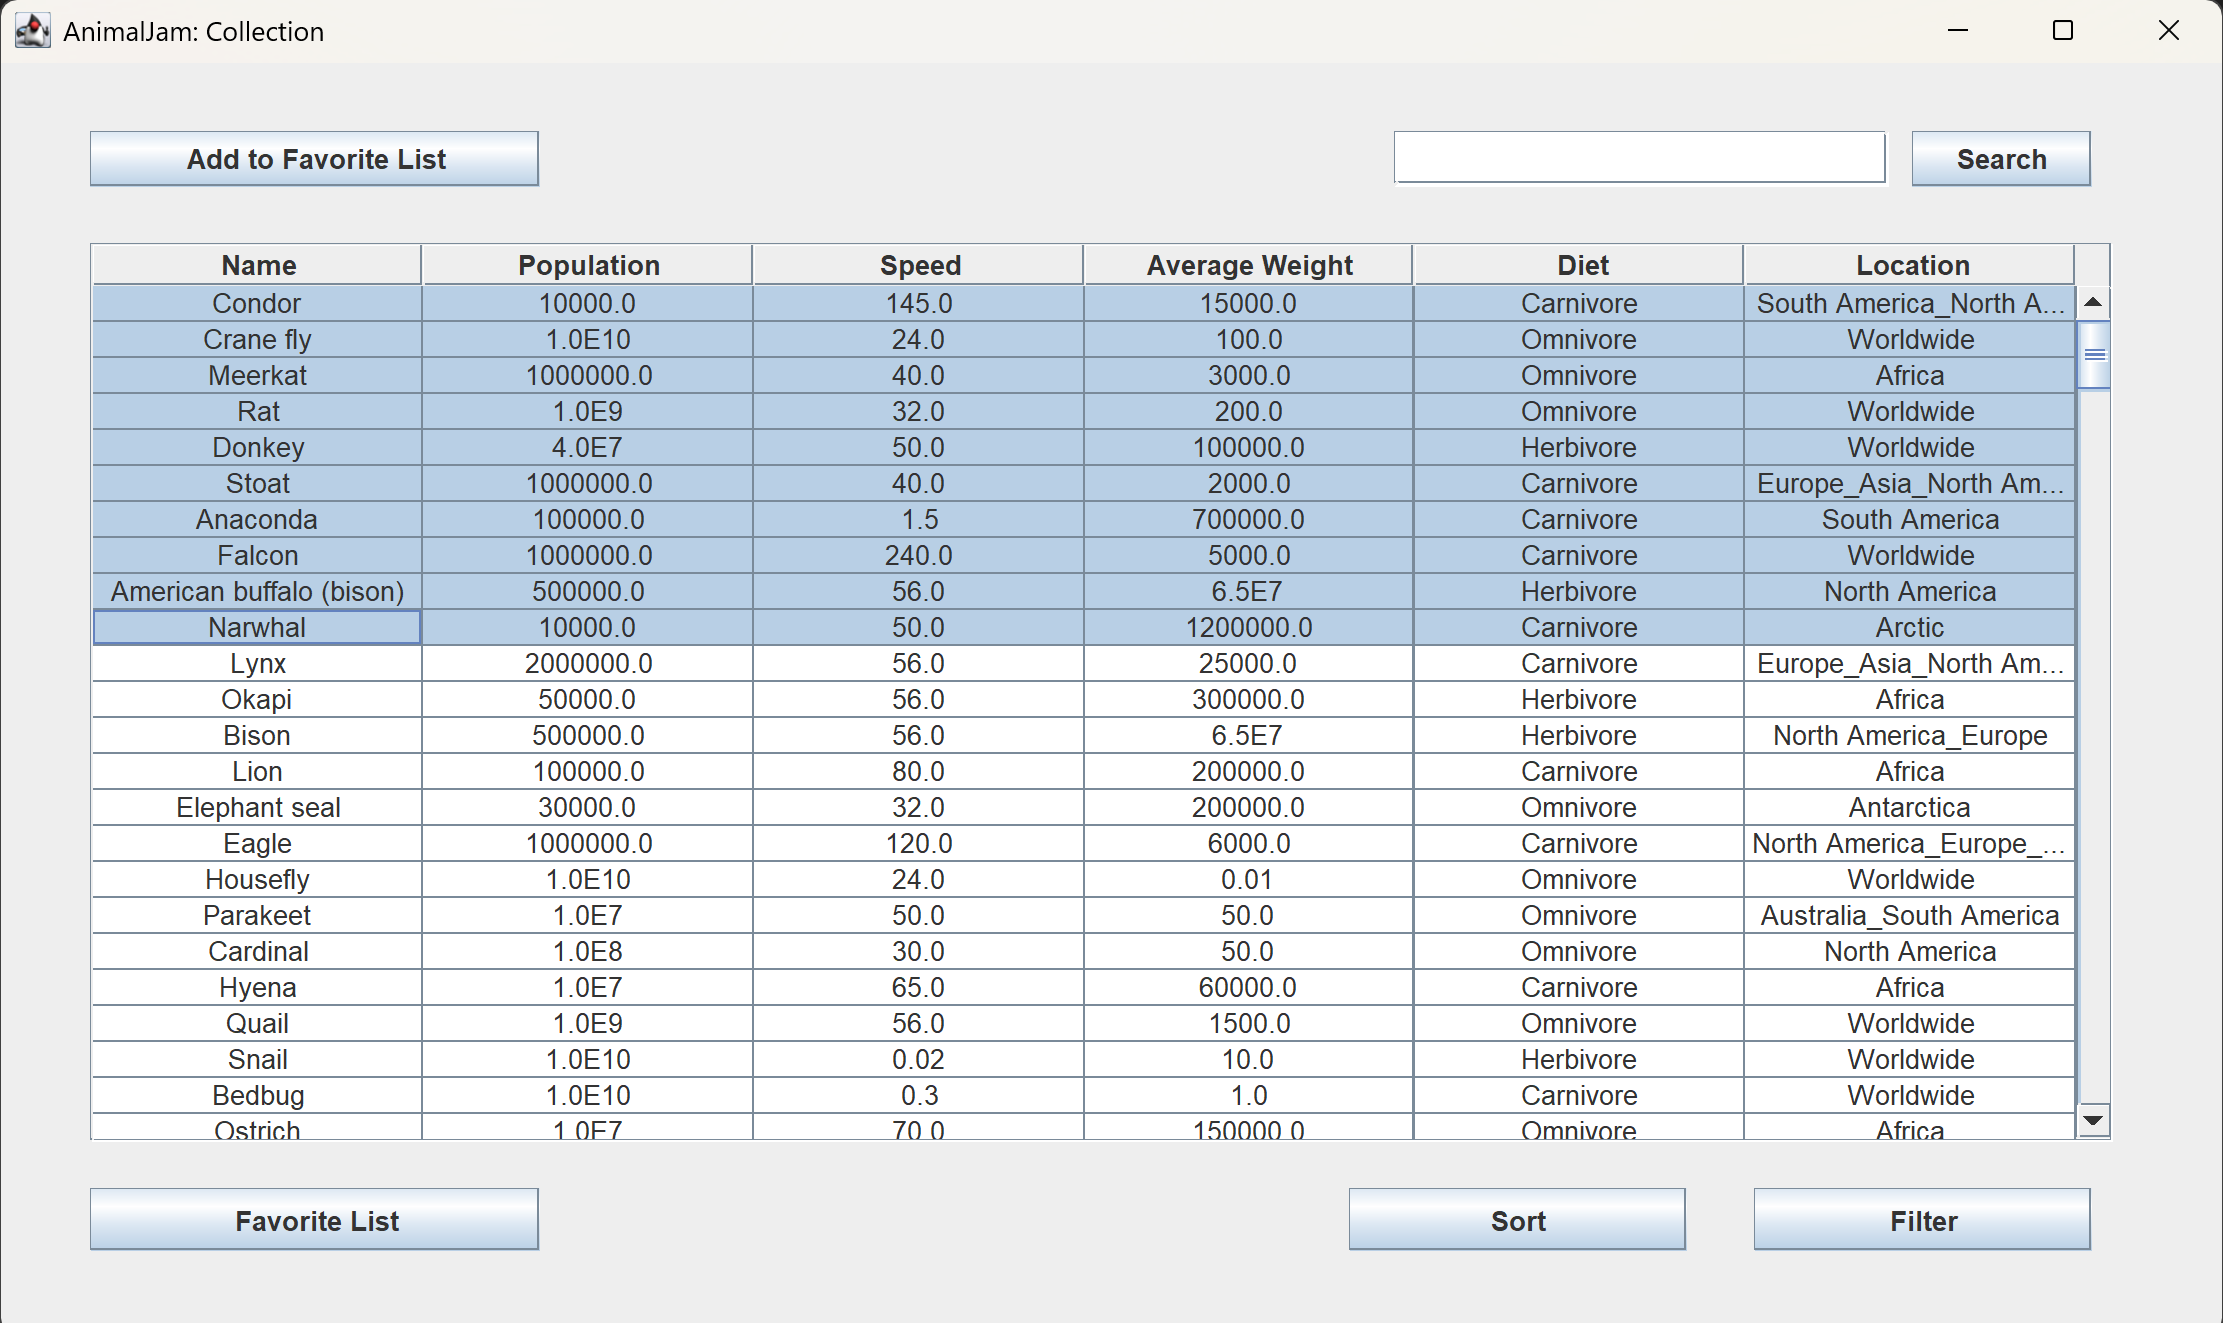 AnimalJam: Collection
Add to Favorite List
Search
Name Population Speed Average Weight Diet Location
Condor 10000.0 145.0 15000.0 Carnivore South America_North A...
Crane fly 1.0E10 24.0 100.0 Omnivore Worldwide
Meerkat 1000000.0 40.0 3000.0 Omnivore Africa
Rat 1.0E9 32.0 200.0 Omnivore Worldwide
Donkey 4.0E7 50.0 100000.0 Herbivore Worldwide
Stoat 1000000.0 40.0 2000.0 Carnivore Europe_Asia_North Am...
Anaconda 100000.0 1.5 700000.0 Carnivore South America
Falcon 1000000.0 240.0 5000.0 Carnivore Worldwide
American buffalo (bison) 500000.0 56.0 6.5E7 Herbivore North America
Narwhal 10000.0 50.0 1200000.0 Carnivore Arctic
Lynx 2000000.0 56.0 25000.0 Carnivore Europe_Asia_North Am...
Okapi 50000.0 56.0 300000.0 Herbivore Africa
Bison 500000.0 56.0 6.5E7 Herbivore North America_Europe
Lion 100000.0 80.0 200000.0 Carnivore Africa
Elephant seal 30000.0 32.0 200000.0 Omnivore Antarctica
Eagle 1000000.0 120.0 6000.0 Carnivore North America_Europe_...
Housefly 1.0E10 24.0 0.01 Omnivore Worldwide
Parakeet 1.0E7 50.0 50.0 Omnivore Australia_South America
Cardinal 1.0E8 30.0 50.0 Omnivore North America
Hyena 1.0E7 65.0 60000.0 Carnivore Africa
Quail 1.0E9 56.0 1500.0 Omnivore Worldwide
Snail 1.0E10 0.02 10.0 Herbivore Worldwide
Bedbug 1.0E10 0.3 1.0 Carnivore Worldwide
Ostrich 1.0E7 70.0 150000.0 Omnivore Africa
Favorite List
Sort
Filter